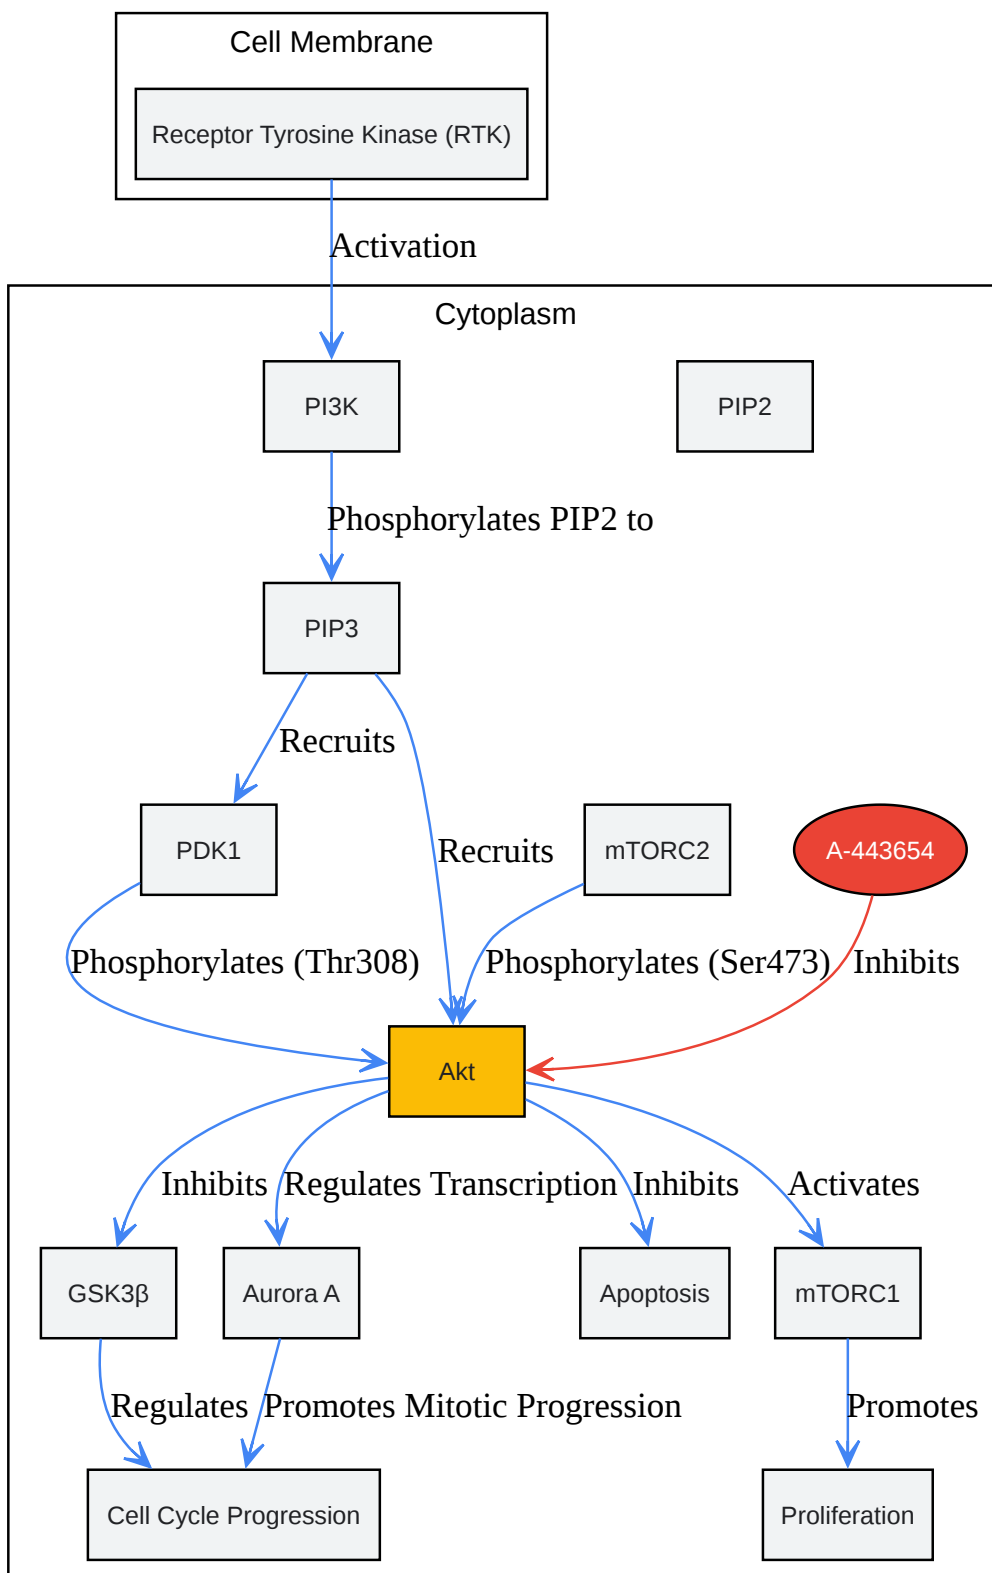 Cell Membrane
Receptor Tyrosine Kinase (RTK)
Activation
Cytoplasm
PI3K
PIP2
Phosphorylates PIP2 to
PIP3
Recruits
Recruits
PDK1
mTORC2
A-443654
Phosphorylates (Thr308)
Phosphorylates (Ser473)
Inhibits
Akt
Inhibits
Regulates Transcription
Inhibits
Activates
GSK3β
Aurora A
Apoptosis
mTORC1
Regulates
Promotes Mitotic Progression
Promotes
Cell Cycle Progression
Proliferation